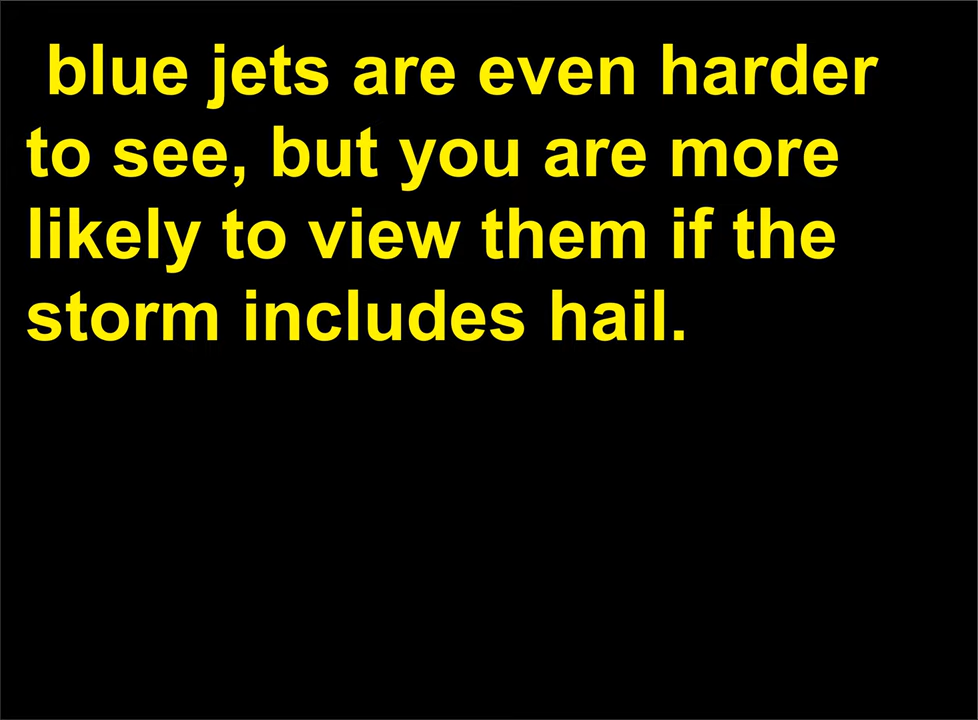 blue jets are even harder
to see, but you are more
likely to view them if the
storm includes hail.